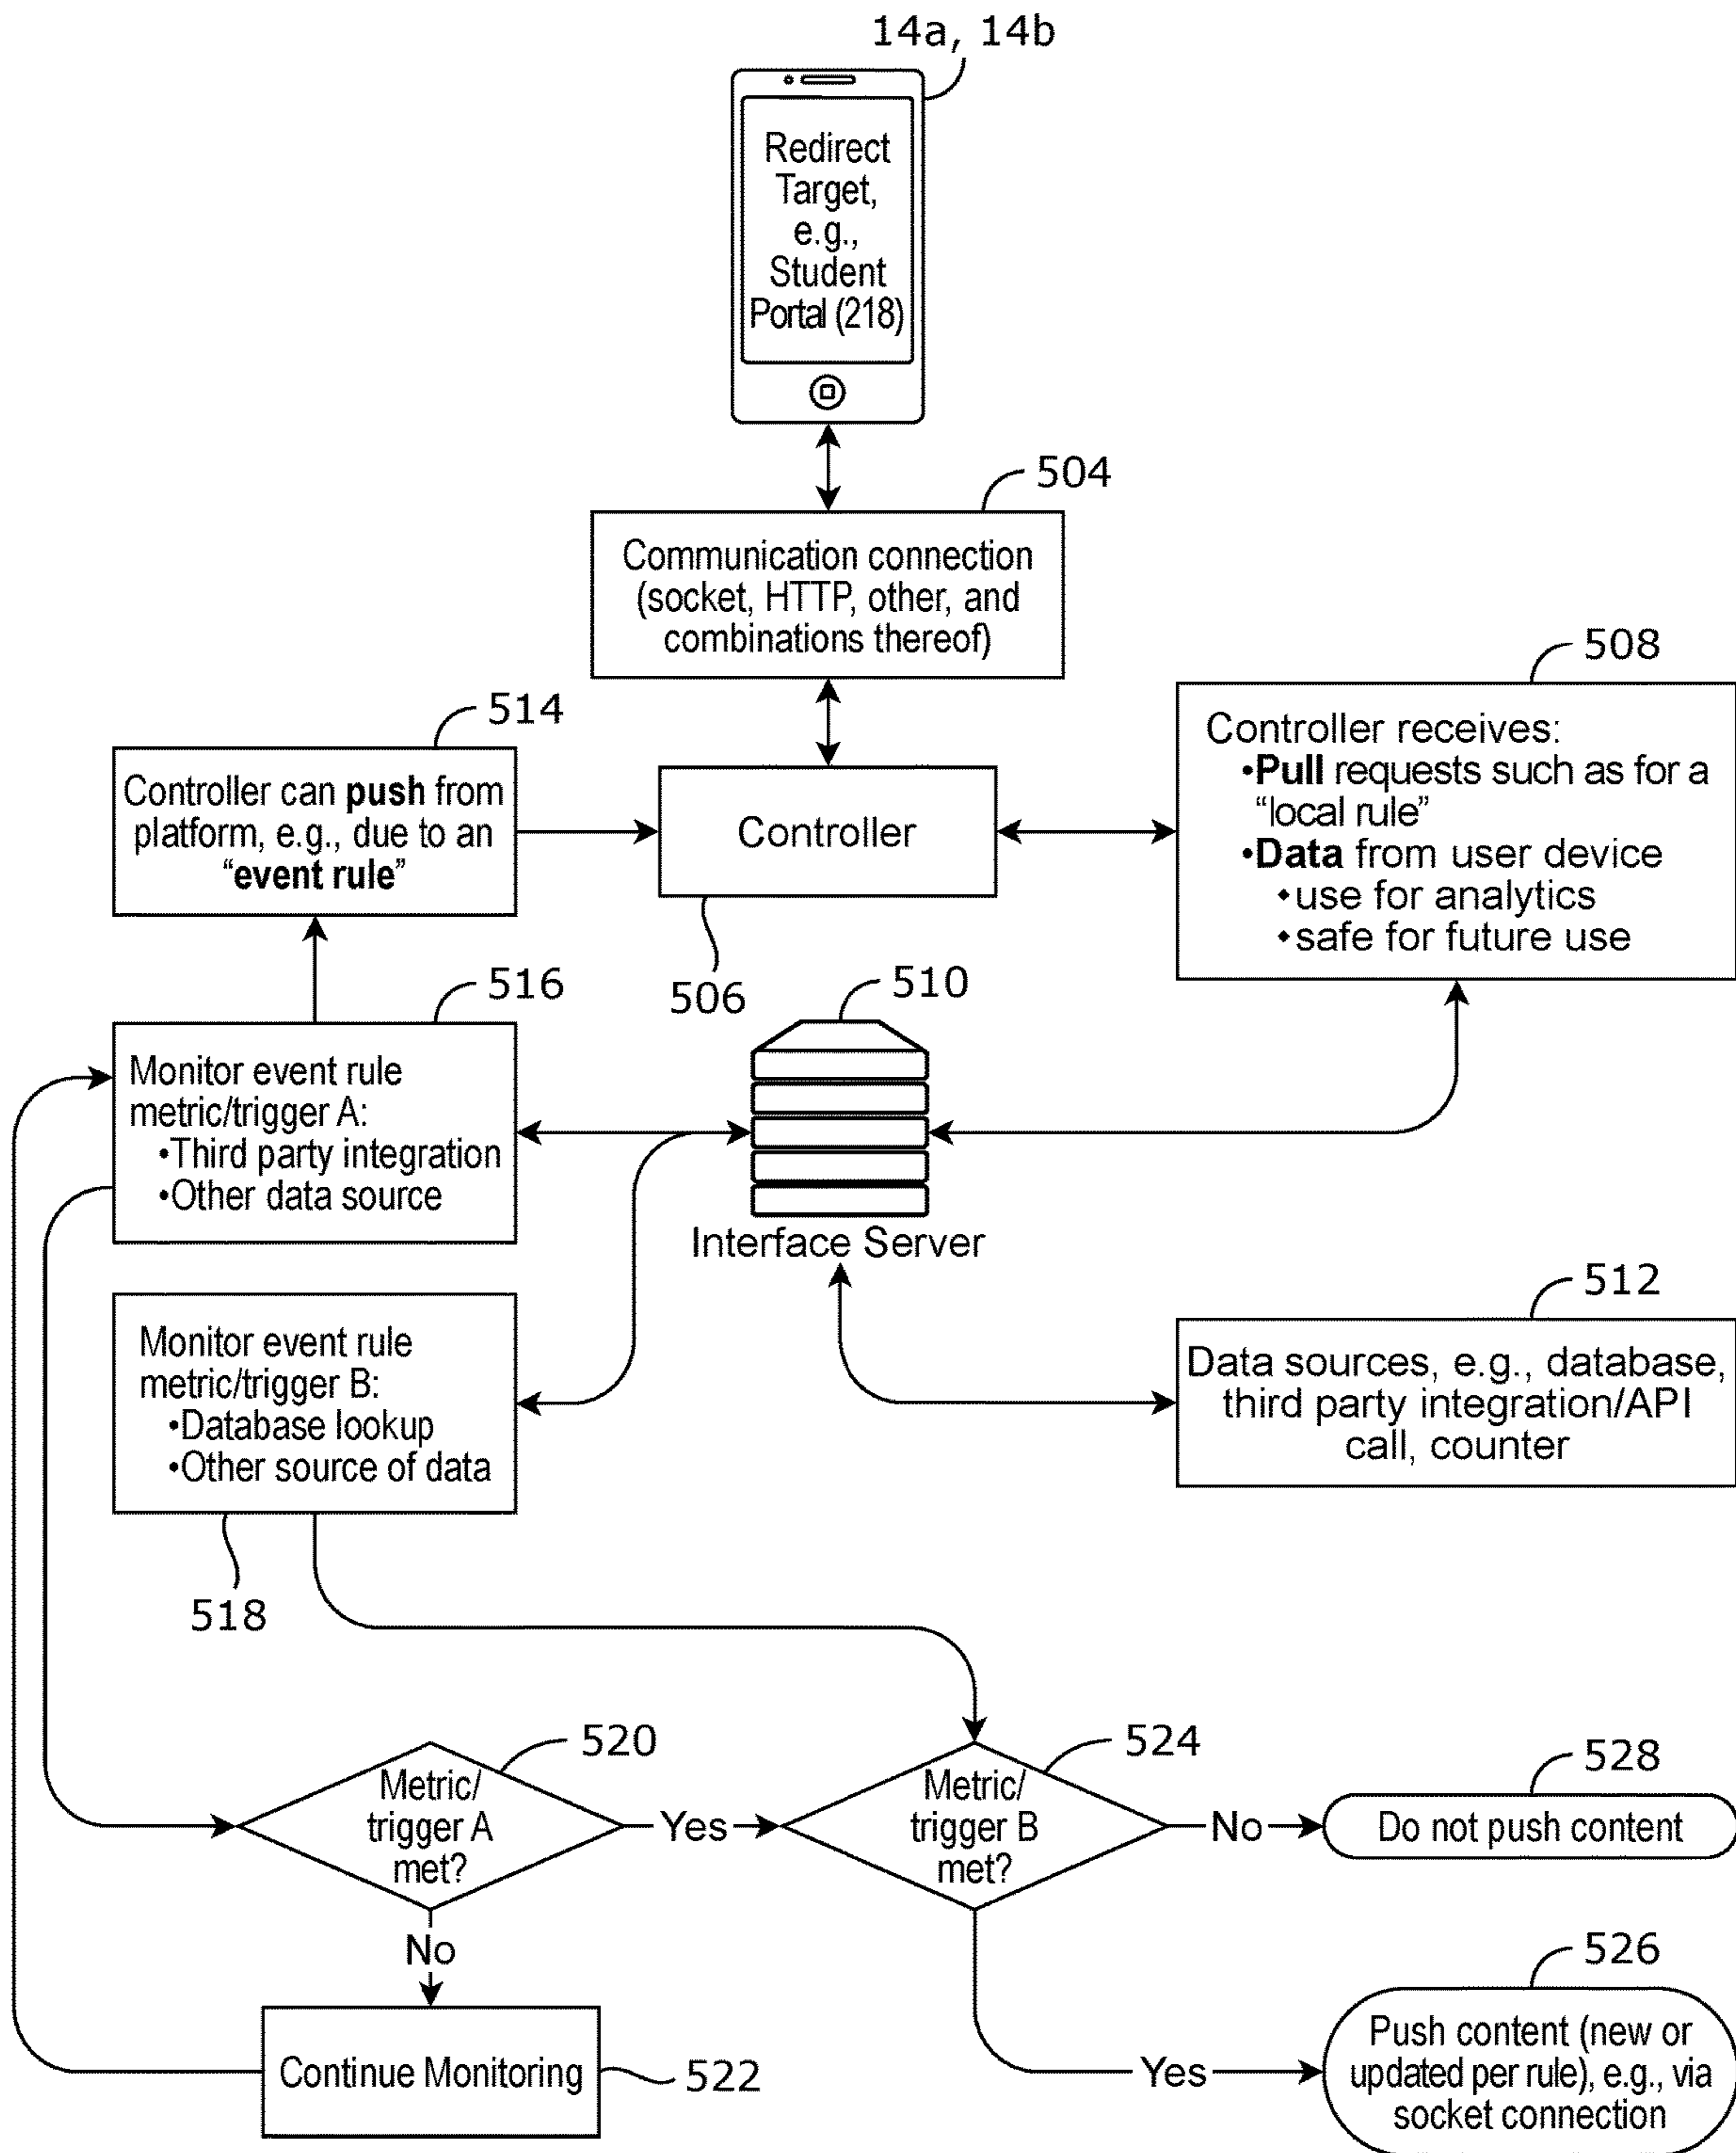 14a, 14b
Redirect
Target,
e.g.,
Student
Portal (218)
504
Communication connection
(socket, HTTP, other, and
combinations thereof)
508
Controller receives:
•Pull requests such as for a
“local rule”
•Data from user device
◆use for analytics
◆safe for future use
514
Controller can push from
platform, e.g., due to an
“event rule”
Controller
506
516
Monitor event rule
metric/trigger A:
•Third party integration
•Other data source
510
Interface Server
512
Data sources, e.g., database,
third party integration/API
call, counter
Monitor event rule
metric/trigger B:
•Database lookup
•Other source of data
518
520
Metric/
trigger A
met?
Yes
524
Metric/
trigger B
met?
No
528
Do not push content
No
Continue Monitoring
522
Yes
526
Push content (new or
updated per rule), e.g., via
socket connection